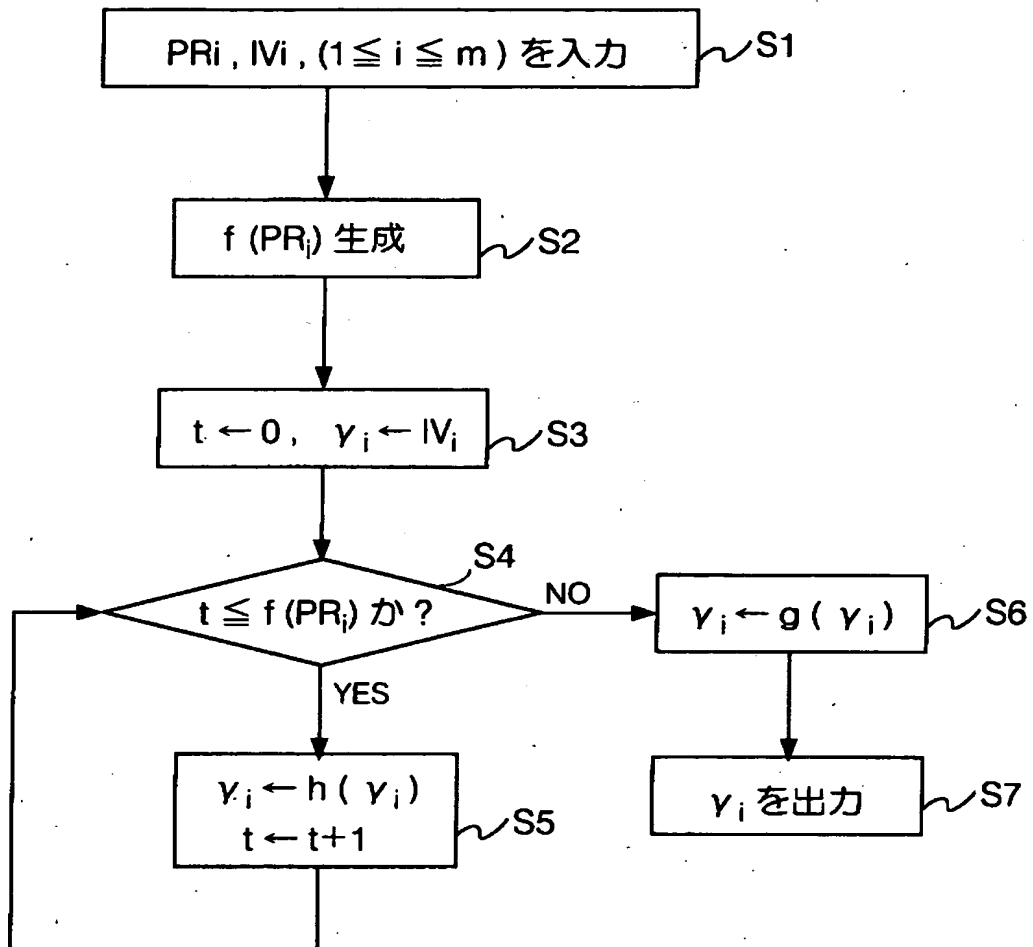 PRi , IVi , (1≦ i ≦ m ) を入力
S1
f (PRi) 生成
S2
t ← 0 , γi ← IVi
S3
S4
t ≦ f (PRi) か ?
NO
γi ← g ( γi )
S6
YES
γi ← h ( γi )
t ← t+1
S5
γi を出力
S7